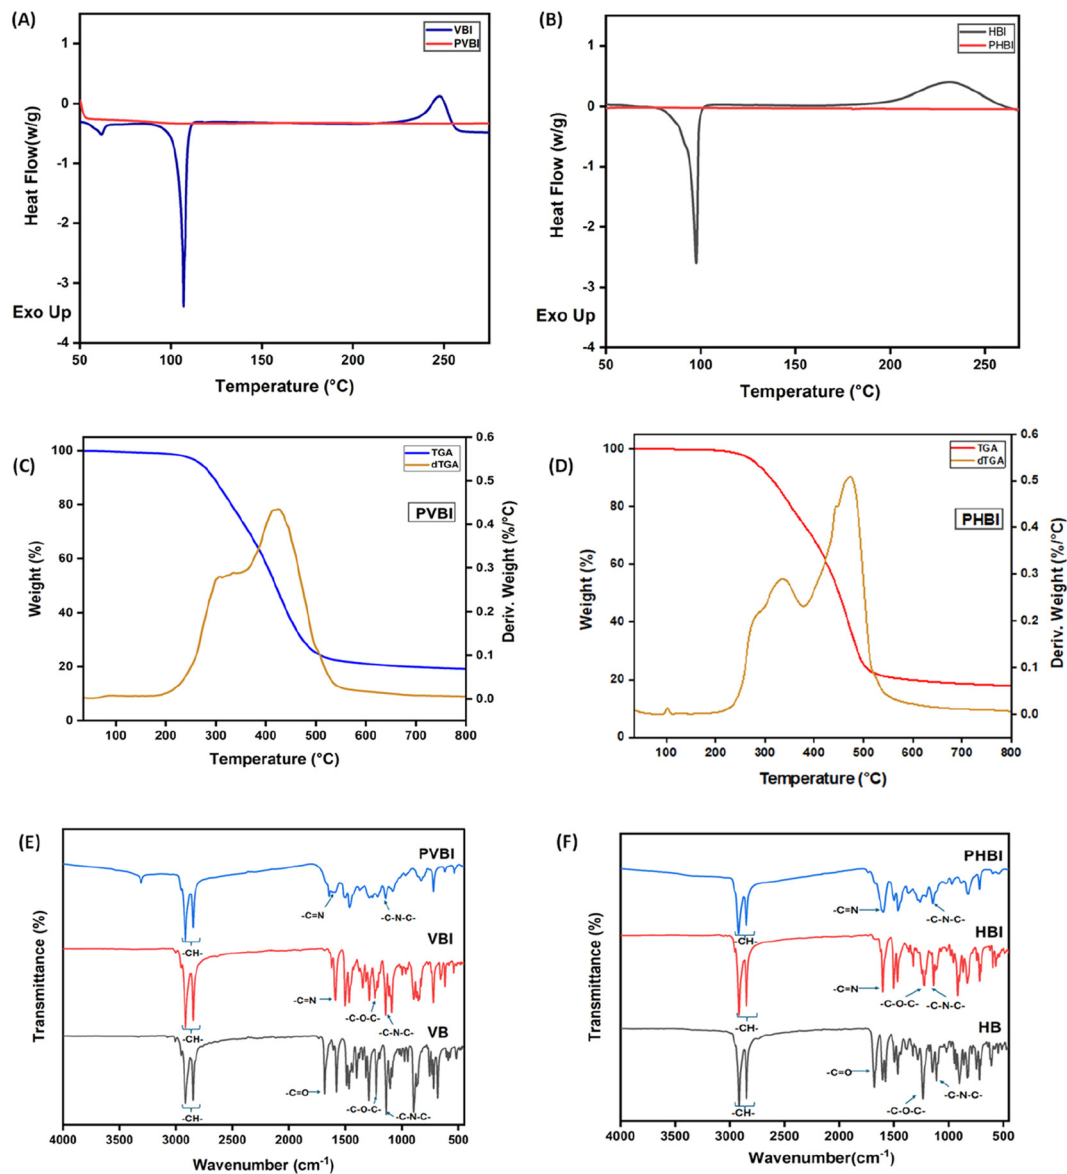 (A)
VBI
PVBI
1
0
-1
-2
-3
-4
Heat Flow(w/g)
Exo Up
50
100
150
200
250
Temperature (°C)
(B)
HBI
PHBI
1
0
-1
-2
-3
-4
Heat Flow (w/g)
Exo Up
50
100
150
200
250
Temperature (°C)
(C)
TGA
dTGA
PVBI
100
80
60
40
20
0
Weight (%)
0.6
0.5
0.4
0.3
0.2
0.1
0.0
Deriv. Weight (%/°C)
100 200 300 400 500 600 700 800
Temperature (°C)
(D)
TGA
dTGA
PHBI
100
80
60
40
20
0
Weight (%)
0.6
0.5
0.4
0.3
0.2
0.1
0.0
Deriv. Weight (%/°C)
100 200 300 400 500 600 700 800
Temperature (°C)
(E)
PVBI
-C=N
-C-N-C-
-CH-
VBI
-C=N
-C-O-C-
-C-N-C-
-CH-
VB
-C=O
-C-O-C-
-C-N-C-
-CH-
Transmittance (%)
4000 3500 3000 2500 2000 1500 1000 500
Wavenumber (cm-1)
(F)
PHBI
-C=N
-C-N-C-
-CH-
HBI
-C=N
-C-O-C-
-C-N-C-
-CH-
HB
-C=O
-C-O-C-
-C-N-C-
-CH-
Transmittance (%)
4000 3500 3000 2500 2000 1500 1000 500
Wavenumber(cm-1)